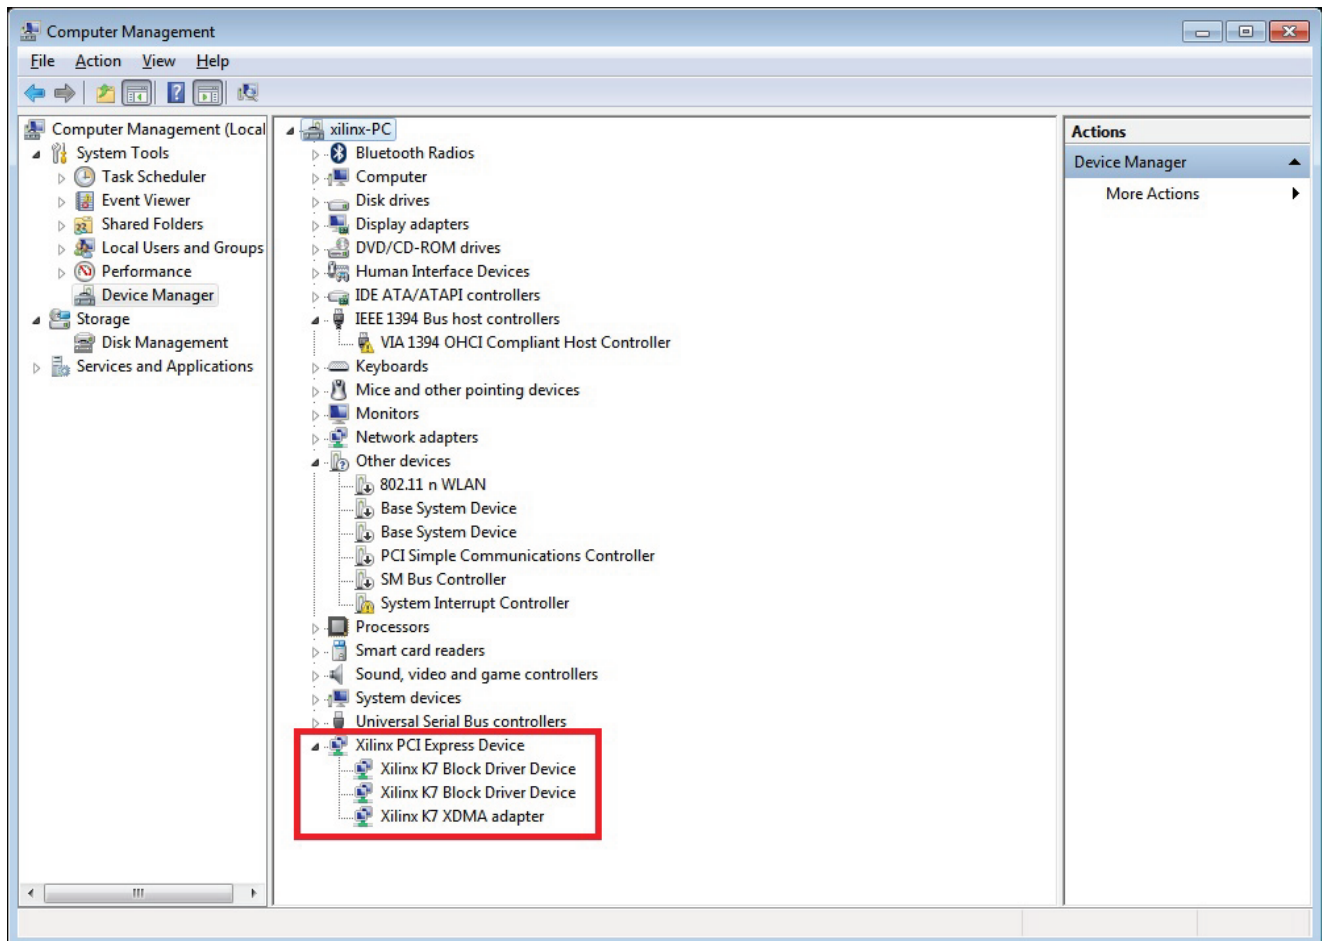 Computer Management
File Action View Help
Computer Management (Local
System Tools
Task Scheduler
Event Viewer
Shared Folders
Local Users and Groups
Performance
Device Manager
Storage
Disk Management
Services and Applications
xilinx-PC
Bluetooth Radios
Computer
Disk drives
Display adapters
DVD/CD-ROM drives
Human Interface Devices
IDE ATA/ATAPI controllers
IEEE 1394 Bus host controllers
VIA 1394 OHCI Compliant Host Controller
Keyboards
Mice and other pointing devices
Monitors
Network adapters
Other devices
802.11 n WLAN
Base System Device
Base System Device
PCI Simple Communications Controller
SM Bus Controller
System Interrupt Controller
Processors
Smart card readers
Sound, video and game controllers
System devices
Universal Serial Bus controllers
Xilinx PCI Express Device
Xilinx K7 Block Driver Device
Xilinx K7 Block Driver Device
Xilinx K7 XDMA adapter
Actions
Device Manager
More Actions